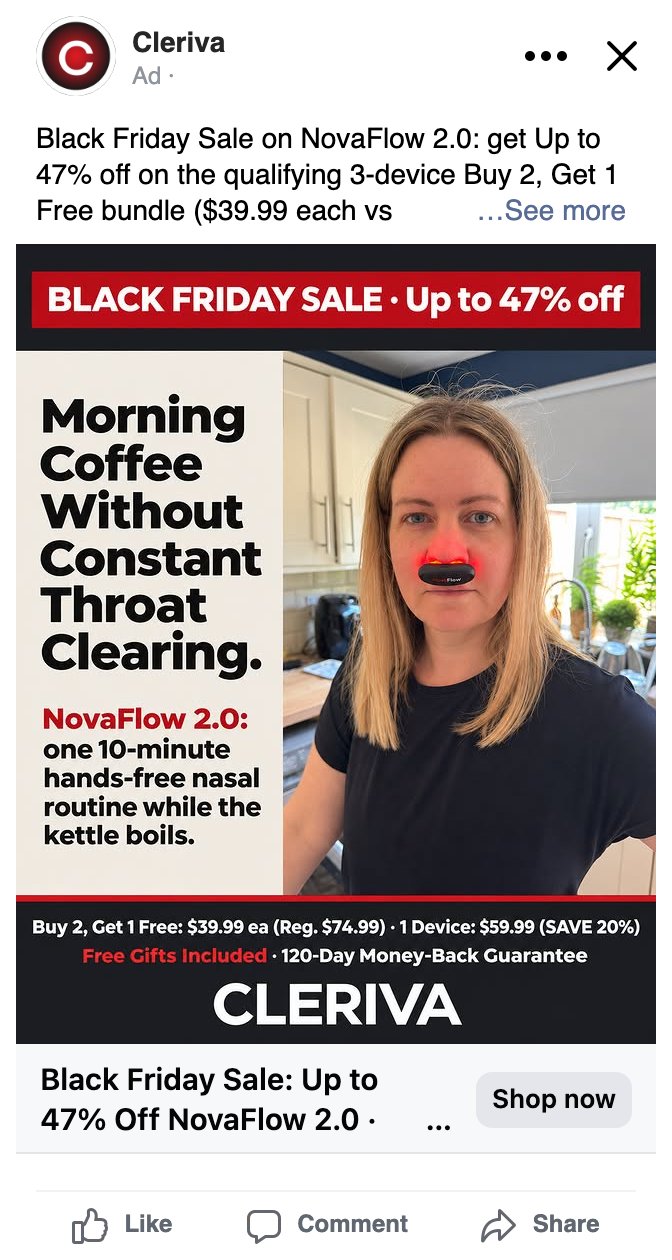 C
Cleriva
Ad ·
Black Friday Sale on NovaFlow 2.0: get Up to
47% off on the qualifying 3-device Buy 2, Get 1
Free bundle ($39.99 each vs ...See more
BLACK FRIDAY SALE · Up to 47% off
Morning
Coffee
Without
Constant
Throat
Clearing.
NovaFlow 2.0:
one 10-minute
hands-free nasal
routine while the
kettle boils.
NovaFlow
Buy 2, Get 1 Free: $39.99 ea (Reg. $74.99) · 1 Device: $59.99 (SAVE 20%)
Free Gifts Included · 120-Day Money-Back Guarantee
CLERIVA
Black Friday Sale: Up to
47% Off NovaFlow 2.0 · ...
Shop now
Like
Comment
Share